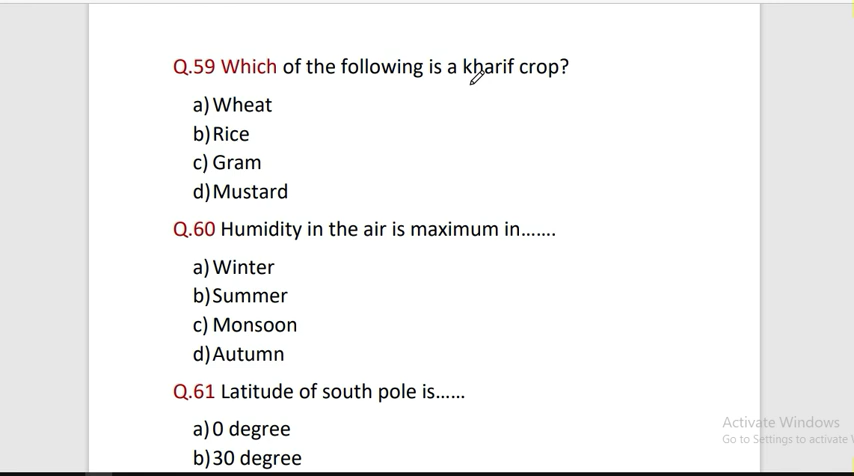 Q.59 Which of the following is a kharif crop?
a) Wheat
b) Rice
c) Gram
d) Mustard
Q.60 Humidity in the air is maximum in…….
a) Winter
b) Summer
c) Monsoon
d) Autumn
Q.61 Latitude of south pole is……
a) 0 degree
b) 30 degree
Activate Windows
Go to Settings to activate W